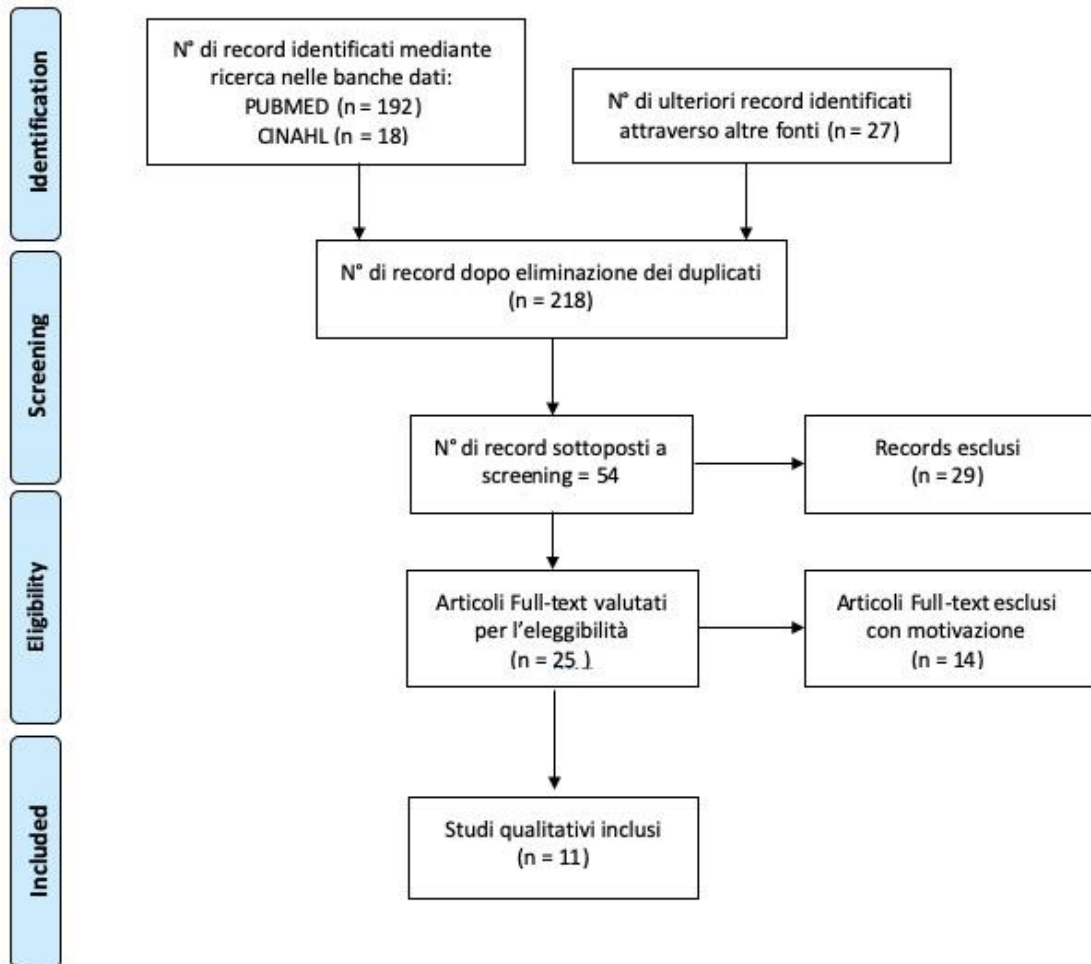 Identification
N° di record identificati mediante
ricerca nelle banche dati:
PUBMED (n = 192)
CINAHL (n = 18)
N° di ulteriori record identificati
attraverso altre fonti (n = 27)
Screening
N° di record dopo eliminazione dei duplicati
(n = 218)
N° di record sottoposti a
screening = 54
Records esclusi
(n = 29)
Eligibility
Articoli Full-text valutati
per l'eleggibilità
(n = 25 )
Articoli Full-text esclusi
con motivazione
(n = 14)
Included
Studi qualitativi inclusi
(n = 11)